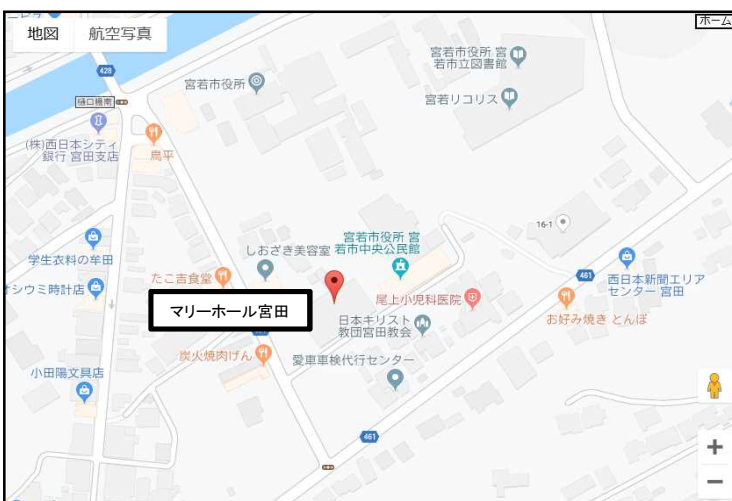 地図 航空写真
ホーム
428
樋口橋南
宮若市役所
宮若市役所 宮
若市立図書館
宮若リコリス
(株)西日本シティ
銀行 宮田支店
鳥平
16-1
宮若市役所 宮
若市中央公民館
しおざき美容室
学生衣料の牟田
たこ吉食堂
461
西日本新聞エリア
センター 宮田
オシウミ時計店
尾上小児科医院
マリーホール宮田
日本キリスト
教団宮田教会
お好み焼き とんぼ
炭火焼肉げん
愛車車検代行センター
小田陽文具店
461
+
−